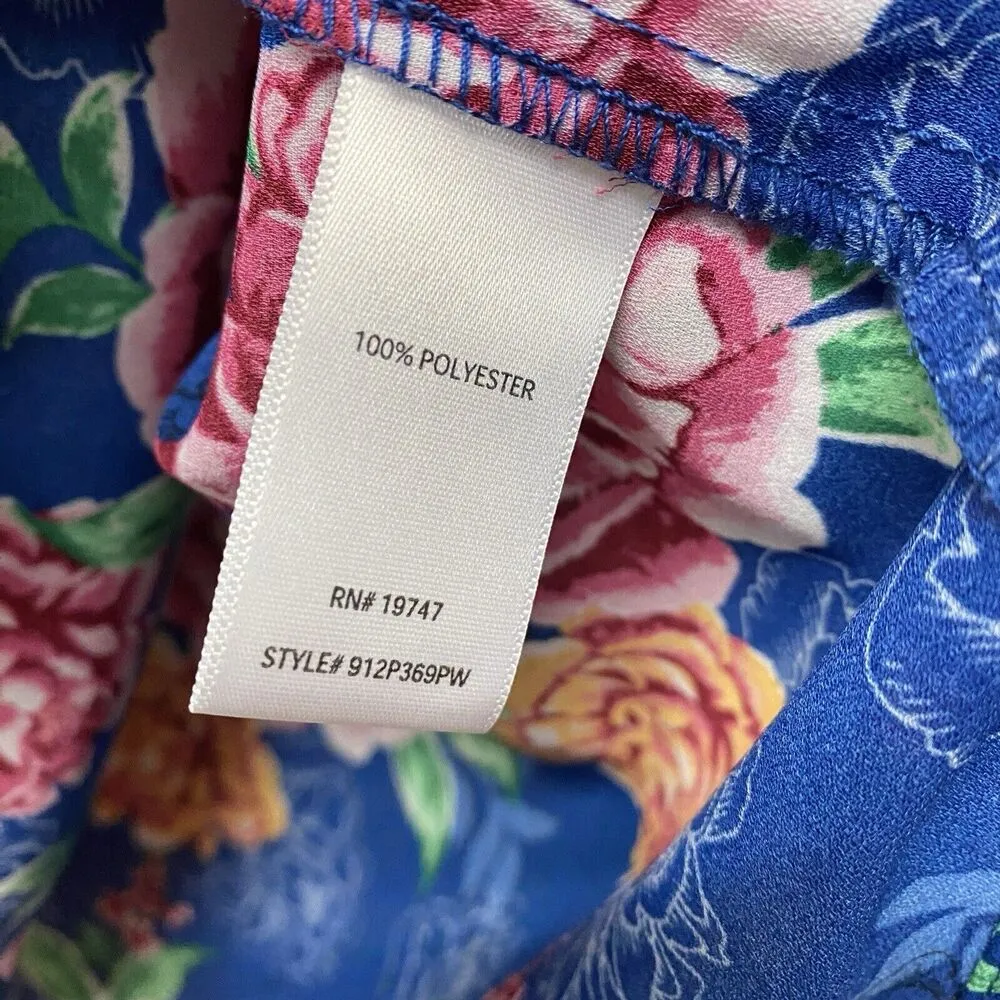 100% POLYESTER
RN# 19747
STYLE# 912P369PW